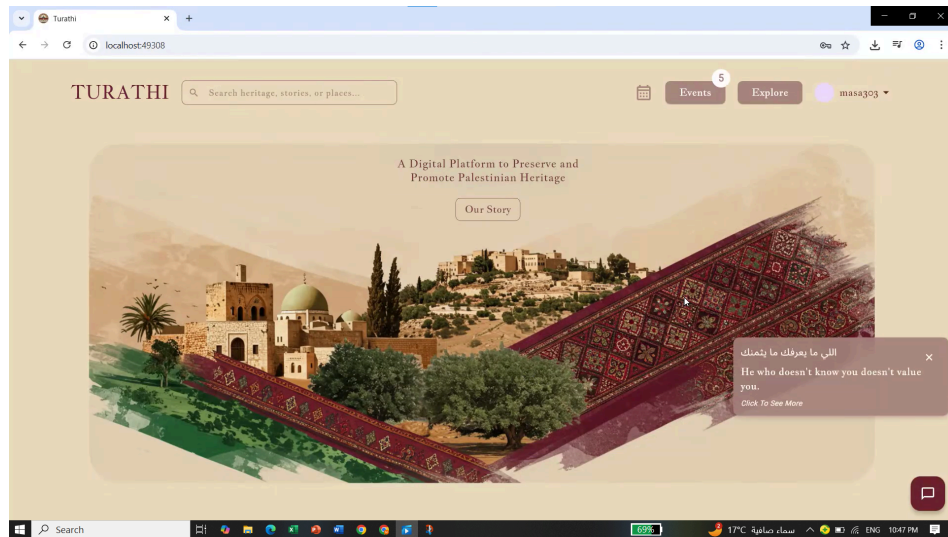 Turathi
localhost:49308
TURATHI
Search heritage, stories, or places...
5
Events
Explore
masa303
A Digital Platform to Preserve and
Promote Palestinian Heritage
Our Story
اللي ما يعرفك ما يثمنك
He who doesn't know you doesn't value
you.
Click To See More
Search
69%
2
17°C سماء صافية
ENG
10:47 PM